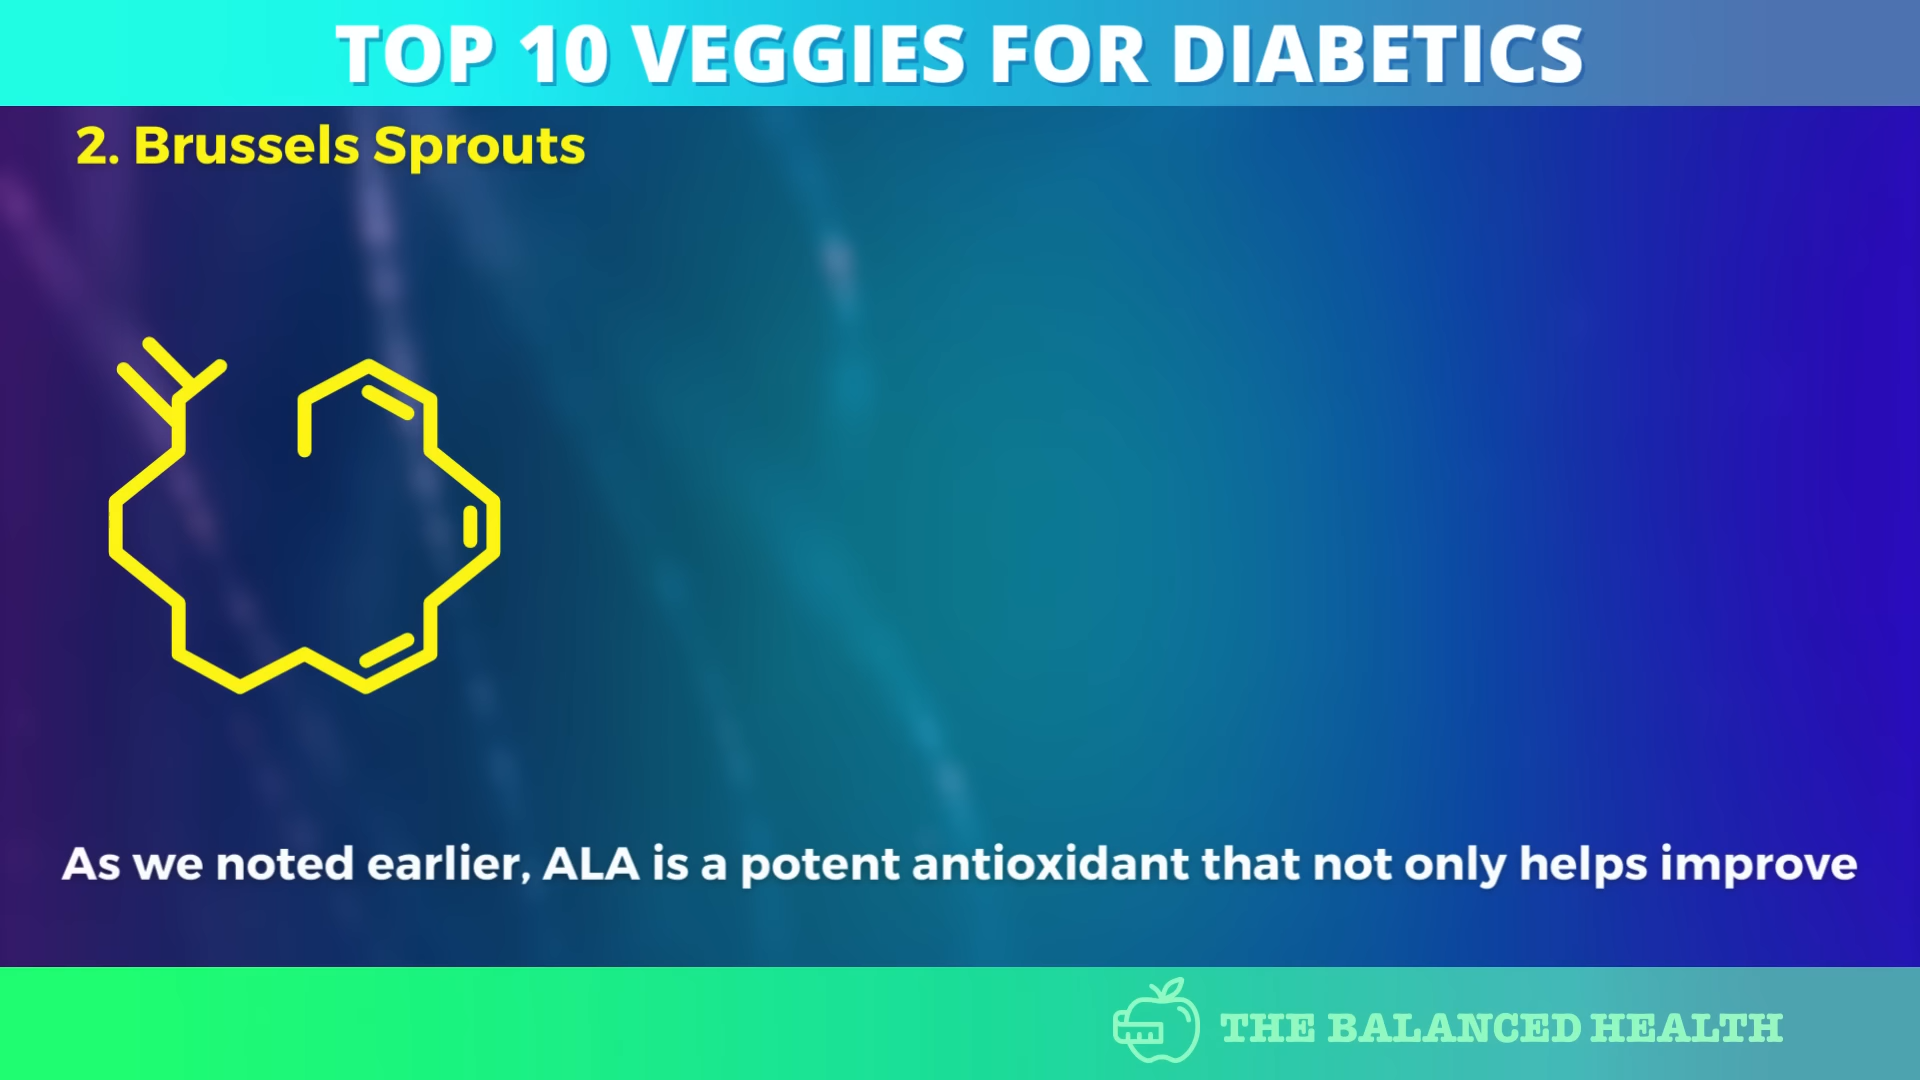 TOP 10 VEGGIES FOR DIABETICS
2. Brussels Sprouts
As we noted earlier, ALA is a potent antioxidant that not only helps improve
THE BALANCED HEALTH